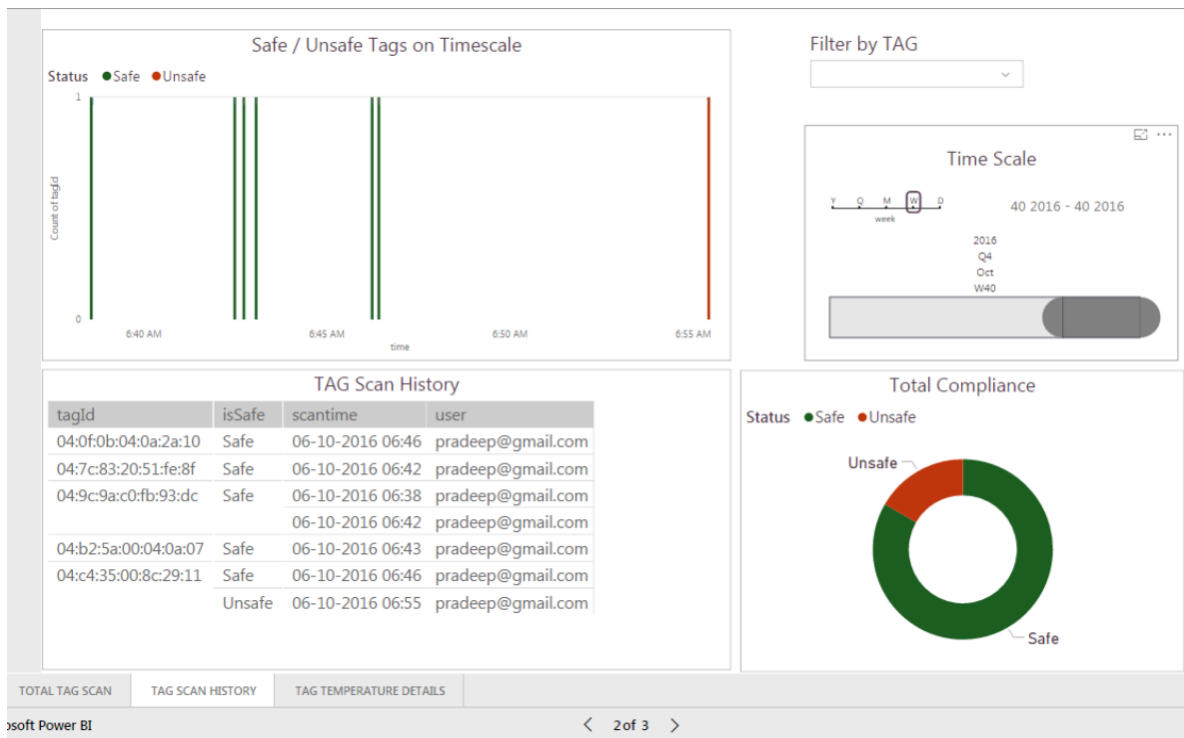 Safe / Unsafe Tags on Timescale
Status Safe Unsafe
1
Count of tagId
0
6:40 AM 6:45 AM 6:50 AM 6:55 AM
time
Filter by TAG
Time Scale
Y Q M W D
week
40 2016 - 40 2016
2016
Q4
Oct
W40
TAG Scan History
tagId isSafe scantime user
04:0f:0b:04:0a:2a:10 Safe 06-10-2016 06:46 pradeep@gmail.com
04:7c:83:20:51:fe:8f Safe 06-10-2016 06:42 pradeep@gmail.com
04:9c:9a:c0:fb:93:dc Safe 06-10-2016 06:38 pradeep@gmail.com
06-10-2016 06:42 pradeep@gmail.com
04:b2:5a:00:04:0a:07 Safe 06-10-2016 06:43 pradeep@gmail.com
04:c4:35:00:8c:29:11 Safe 06-10-2016 06:46 pradeep@gmail.com
Unsafe 06-10-2016 06:55 pradeep@gmail.com
Total Compliance
Status Safe Unsafe
Unsafe
Safe
TOTAL TAG SCAN TAG SCAN HISTORY TAG TEMPERATURE DETAILS
osoft Power BI 2 of 3